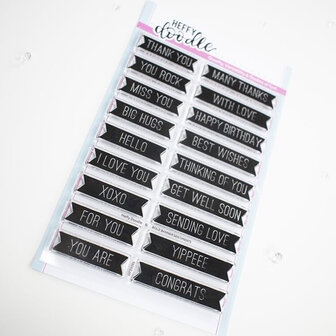 HEFFY
doodle
THANK YOU
YOU ROCK
MISS YOU
BIG HUGS
HELLO
I LOVE YOU
XOXO
FOR YOU
YOU ARE
MANY THANKS
WITH LOVE
HAPPY BIRTHDAY
BEST WISHES
THINKING OF YOU
GET WELL SOON
SENDING LOVE
YIPPEEE
CONGRATS